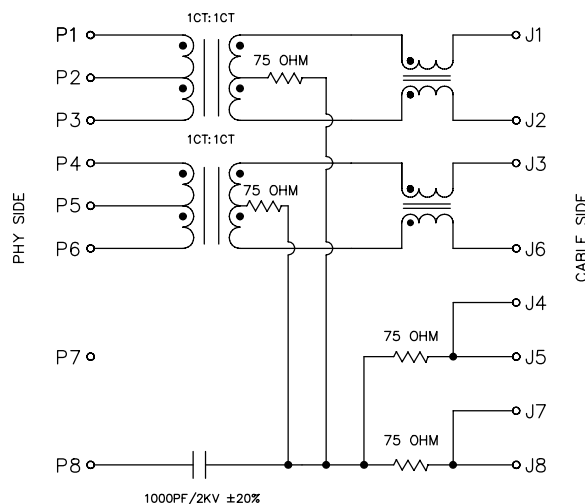 1CT:1CT
P1
J1
75 OHM
P2
P3
J2
1CT:1CT
P4
J3
75 OHM
P5
P6
J6
PHY SIDE
CABLE SIDE
J4
75 OHM
P7
J5
J7
75 OHM
P8
J8
1000PF/2KV ±20%